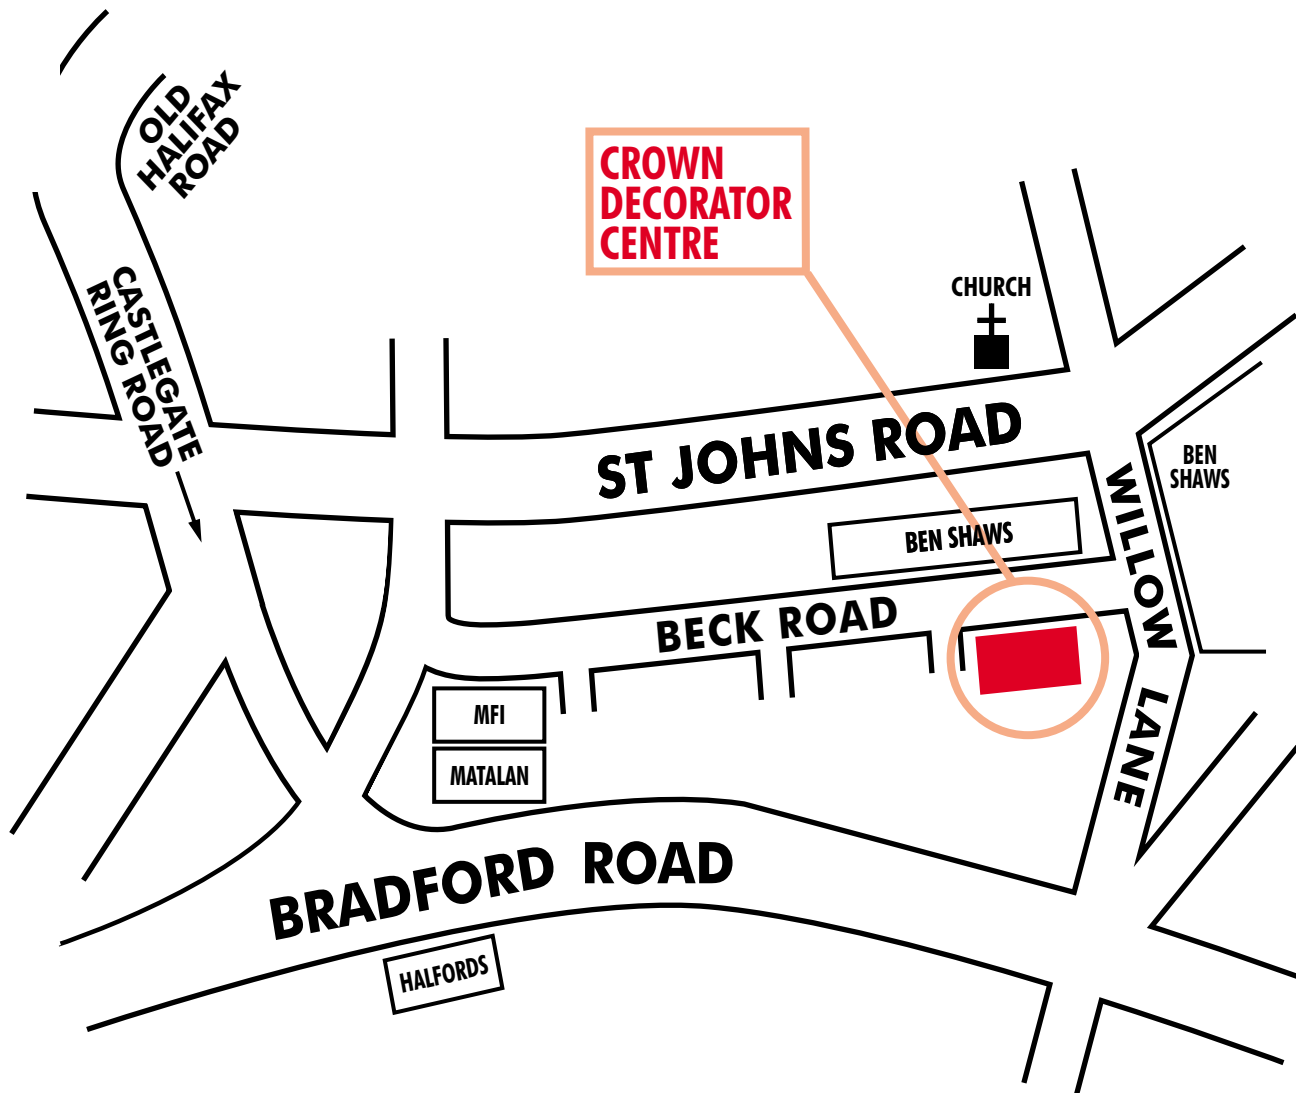 OLD
HALIFAX
ROAD
CASTLEGATE
RING ROAD
CROWN
DECORATOR
CENTRE
CHURCH
ST JOHNS ROAD
BEN
SHAWS
WILLOW LANE
BEN SHAWS
BECK ROAD
MFI
MATALAN
BRADFORD ROAD
HALFORDS